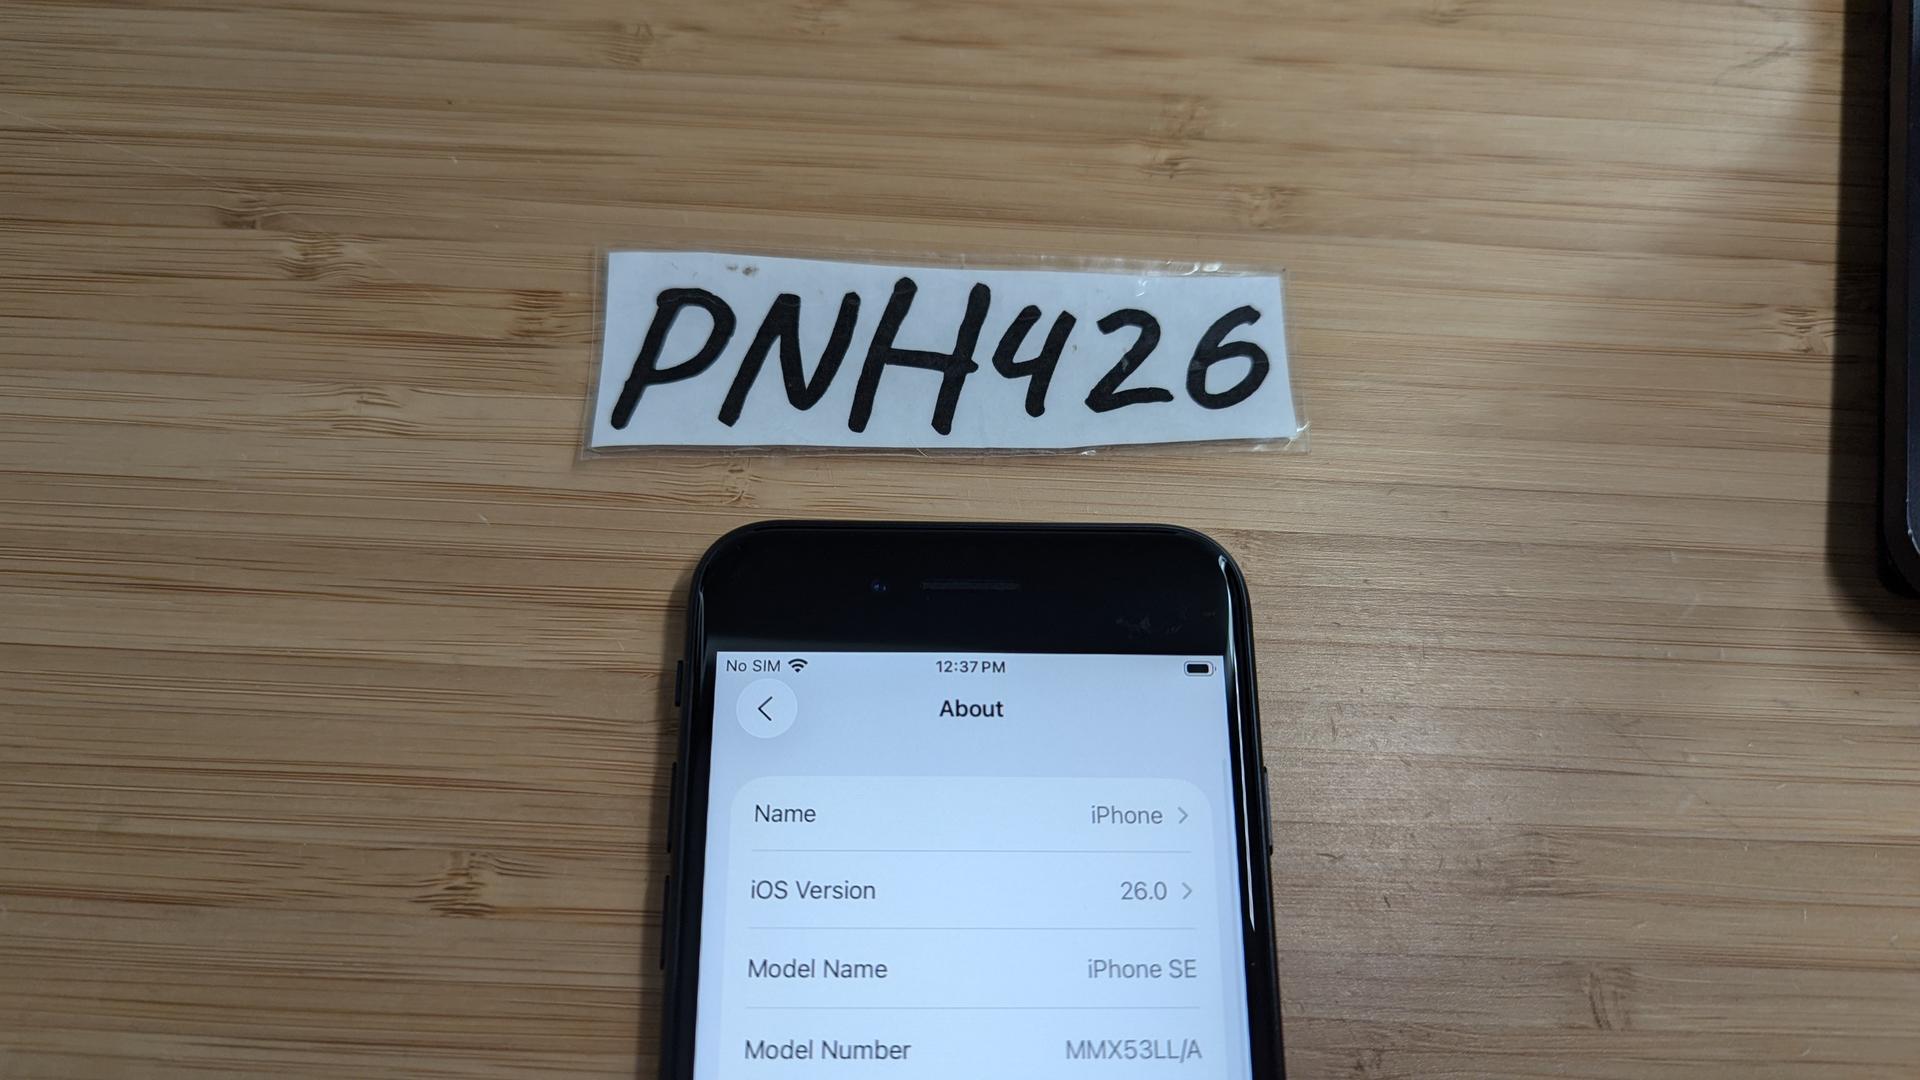 PNH426
No SIM 12:37 PM
About
Name iPhone
iOS Version 26.0
Model Name iPhone SE
Model Number MMX53LL/A